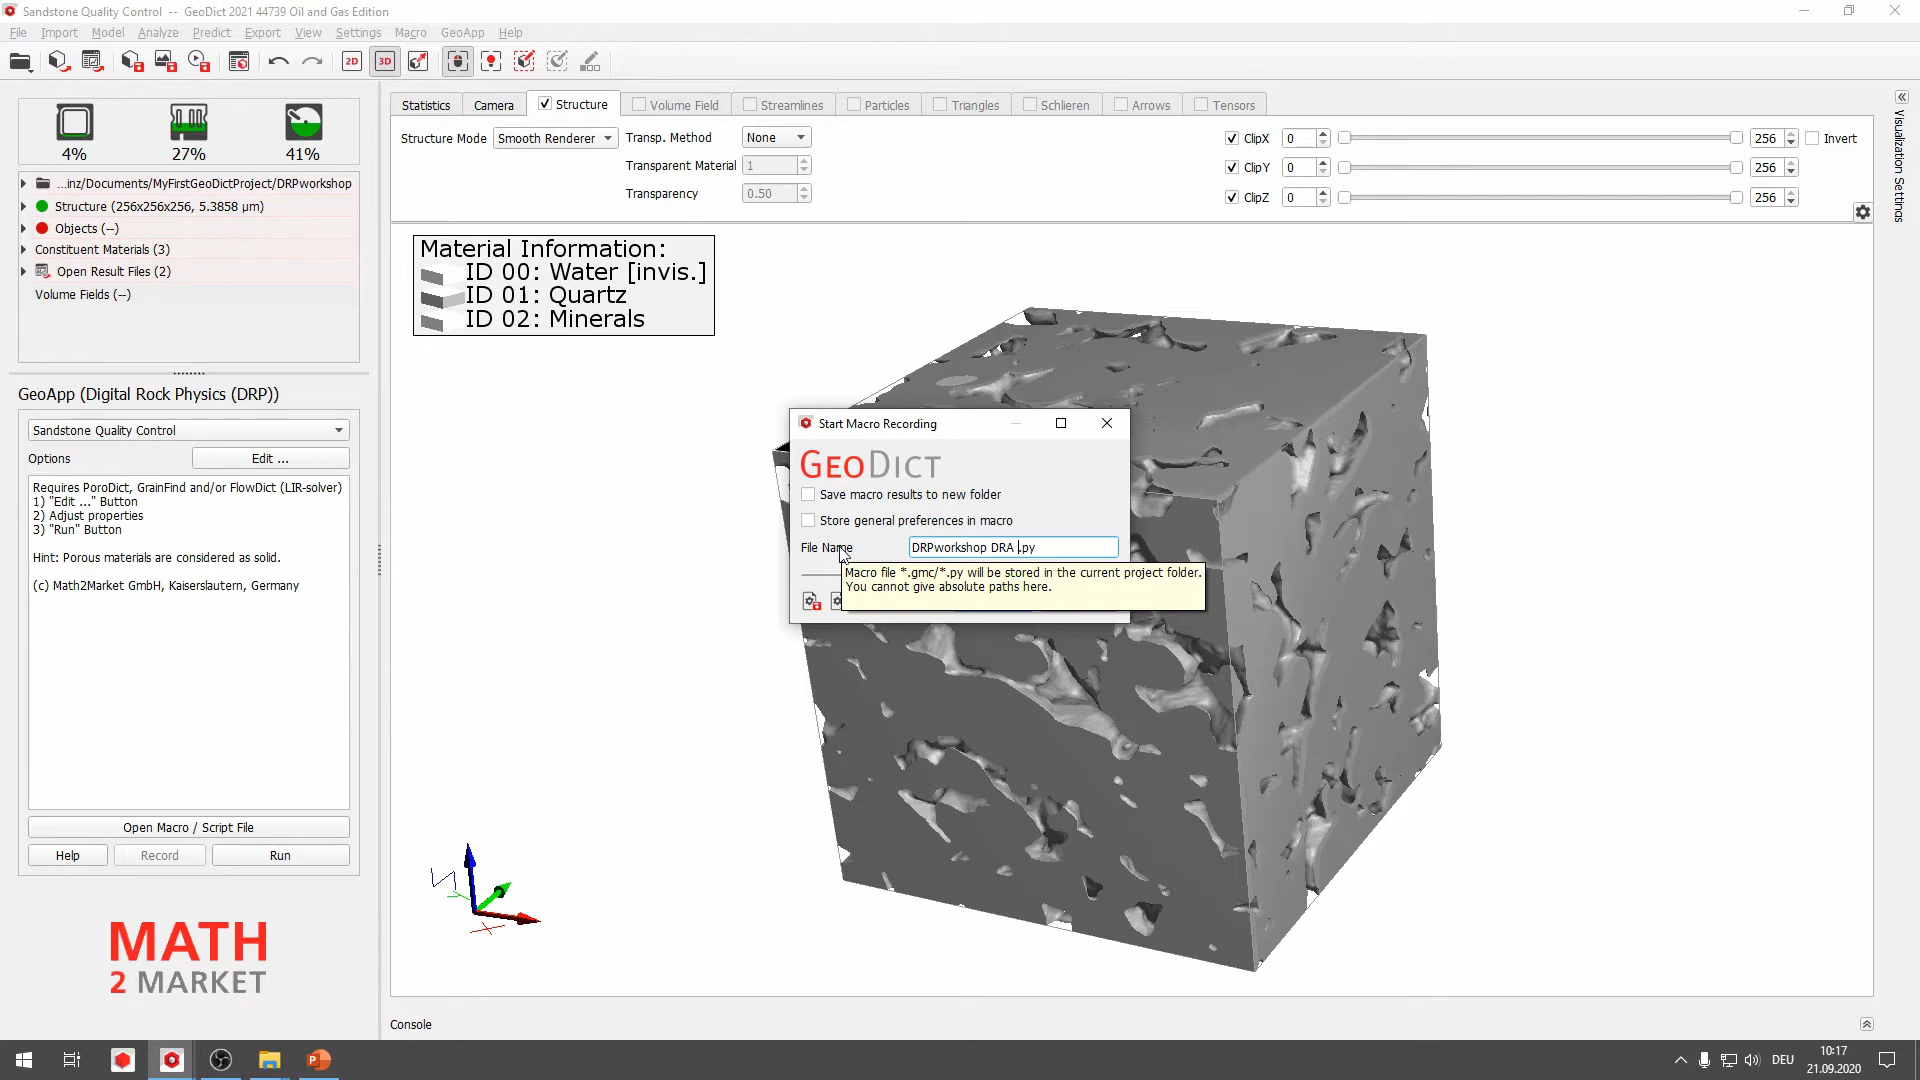 Sandstone Quality Control -- GeoDict 2021 44739 Oil and Gas Edition
File Import Model Analyze Predict Export View Settings Macro GeoApp Help
2D 3D
4% 27% 41%
...inz/Documents/MyFirstGeoDictProject/DRPworkshop
Structure (256x256x256, 5.3858 µm)
Objects (--)
Constituent Materials (3)
Open Result Files (2)
Volume Fields (--)
GeoApp (Digital Rock Physics (DRP))
Sandstone Quality Control
Options Edit ...
Requires PoroDict, GrainFind and/or FlowDict (LIR-solver)
1) "Edit ..." Button
2) Adjust properties
3) "Run" Button
Hint: Porous materials are considered as solid.
(c) Math2Market GmbH, Kaiserslautern, Germany
Open Macro / Script File
Help Record Run
MATH
2 MARKET
Statistics Camera Structure Volume Field Streamlines Particles Triangles Schlieren Arrows Tensors
Structure Mode Smooth Renderer Transp. Method None
Transparent Material 1
Transparency 0.50
ClipX 0 256 Invert
ClipY 0 256
ClipZ 0 256
Visualization Settings
Material Information:
ID 00: Water [invis.]
ID 01: Quartz
ID 02: Minerals
Start Macro Recording
GEODICT
Save macro results to new folder
Store general preferences in macro
File Name DRPworkshop DRA .py
Macro file *.gmc/*.py will be stored in the current project folder.
You cannot give absolute paths here.
Z
Y
X
Console
DEU
10:17
21.09.2020